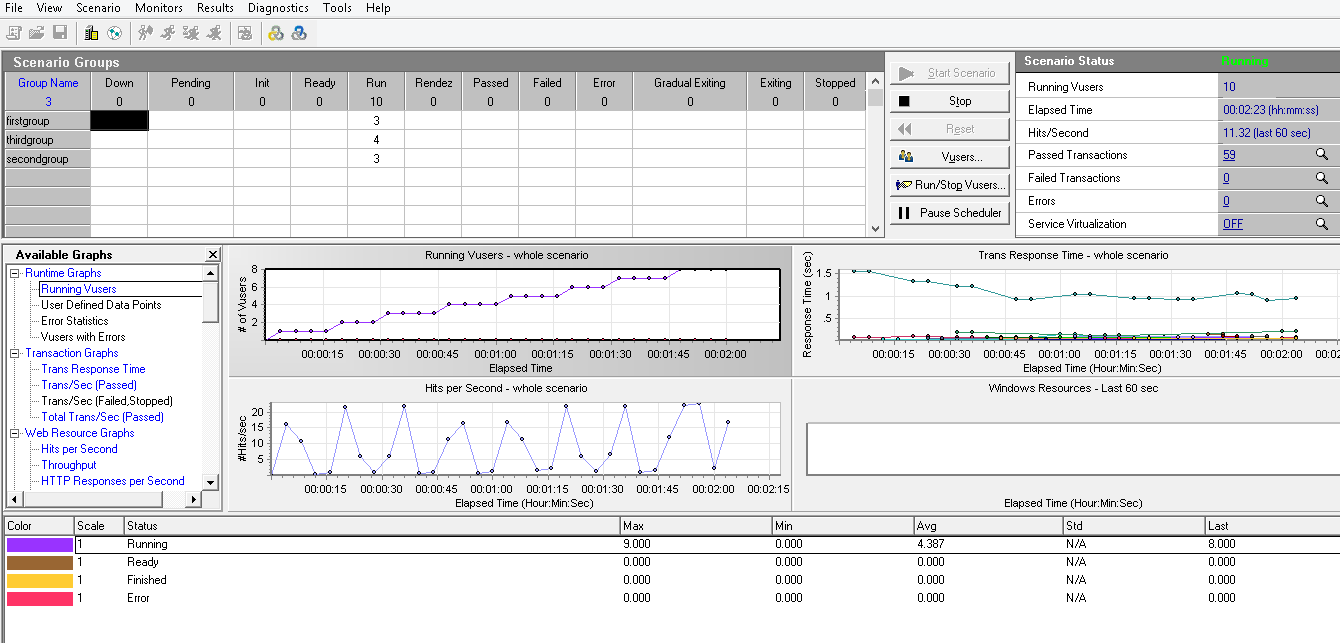 File View Scenario Monitors Results Diagnostics Tools Help
Scenario Groups
Group Name Down Pending Init Ready Run Rendez Passed Failed Error Gradual Exiting Exiting Stopped
3 0 0 0 0 10 0 0 0 0 0 0 0
firstgroup 3
thirdgroup 4
secondgroup 3
Start Scenario
Stop
Reset
Vusers...
Run/Stop Vusers...
Pause Scheduler
Scenario Status Running
Running Vusers 10
Elapsed Time 00:02:23 (hh:mm:ss)
Hits/Second 11.32 (last 60 sec)
Passed Transactions 59
Failed Transactions 0
Errors 0
Service Virtualization OFF
Available Graphs
Runtime Graphs
Running Vusers
User Defined Data Points
Error Statistics
Vusers with Errors
Transaction Graphs
Trans Response Time
Trans/Sec (Passed)
Trans/Sec (Failed,Stopped)
Total Trans/Sec (Passed)
Web Resource Graphs
Hits per Second
Throughput
HTTP Responses per Second
Running Vusers - whole scenario
# of Vusers
8
6
4
2
00:00:15 00:00:30 00:00:45 00:01:00 00:01:15 00:01:30 00:01:45 00:02:00
Elapsed Time
Trans Response Time - whole scenario
Response Time (sec)
1.5
1
.5
00:00:15 00:00:30 00:00:45 00:01:00 00:01:15 00:01:30 00:01:45 00:02:00 00:02
Elapsed Time (Hour:Min:Sec)
Hits per Second - whole scenario
#Hits/sec
20
15
10
5
00:00:15 00:00:30 00:00:45 00:01:00 00:01:15 00:01:30 00:01:45 00:02:00 00:02:15
Elapsed Time (Hour:Min:Sec)
Windows Resources - Last 60 sec
Elapsed Time (Hour:Min:Sec)
Color Scale Status Max Min Avg Std Last
1 Running 9.000 0.000 4.387 N/A 8.000
1 Ready 0.000 0.000 0.000 N/A 0.000
1 Finished 0.000 0.000 0.000 N/A 0.000
1 Error 0.000 0.000 0.000 N/A 0.000